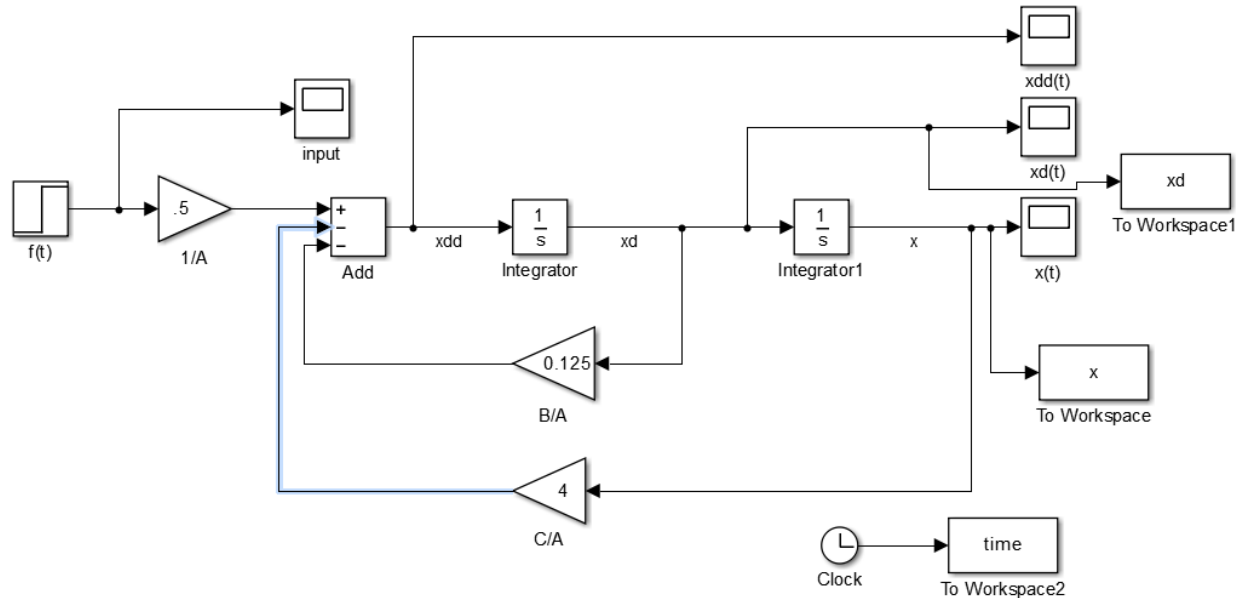 xdd(t)
input
xd(t)
xd
To Workspace1
f(t)
.5
1/A
+
−
−
Add
xdd
1
s
Integrator
xd
1
s
Integrator1
x
x(t)
0.125
B/A
x
To Workspace
4
C/A
Clock
time
To Workspace2